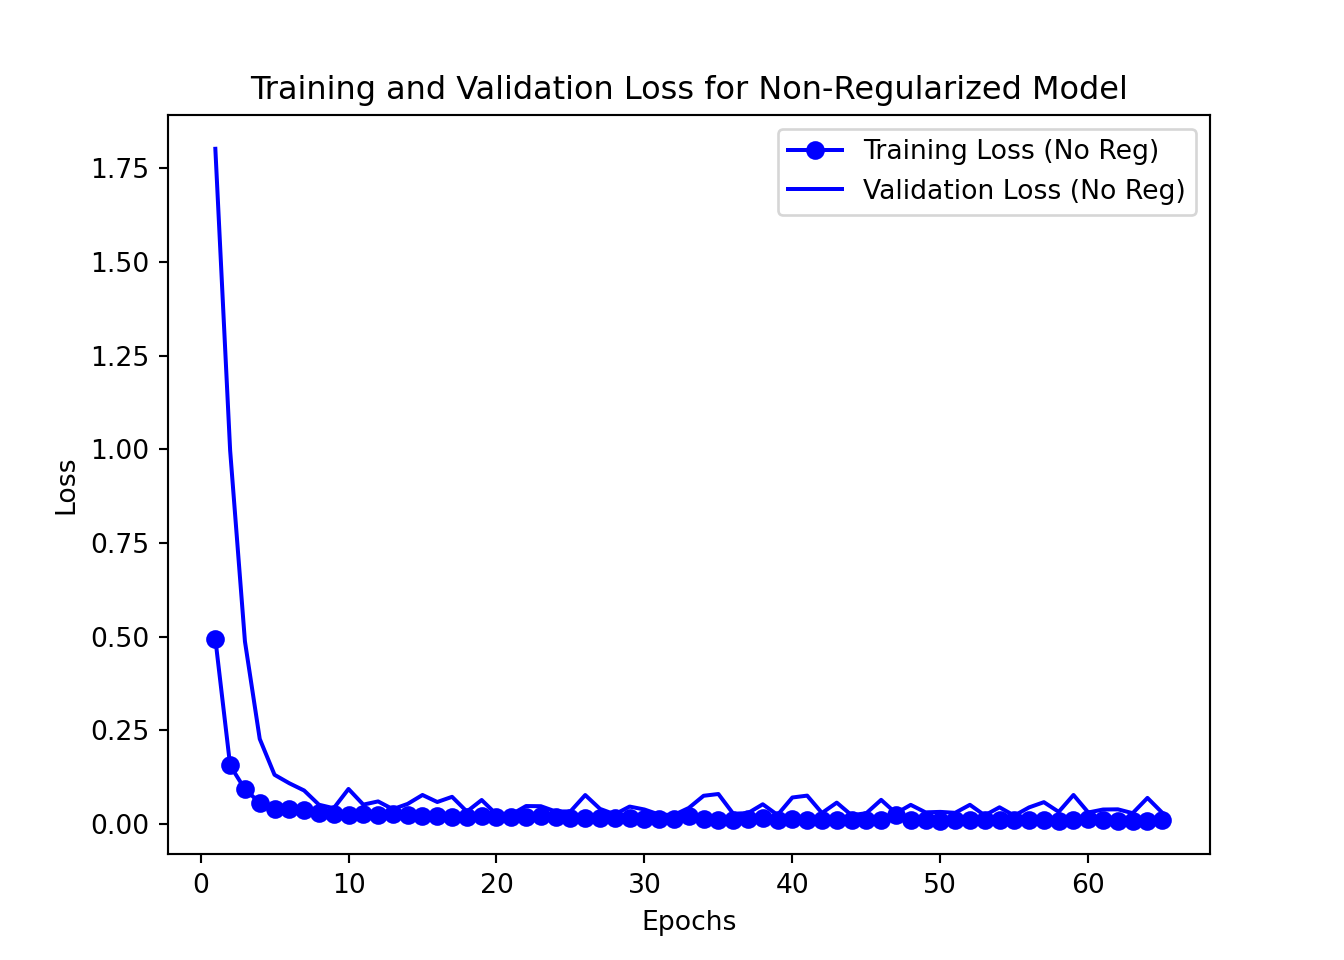 Training and Validation Loss for Non-Regularized Model
Training Loss (No Reg)
Validation Loss (No Reg)
1.75
1.50
1.25
1.00
0.75
0.50
0.25
0.00
Loss
0 10 20 30 40 50 60
Epochs